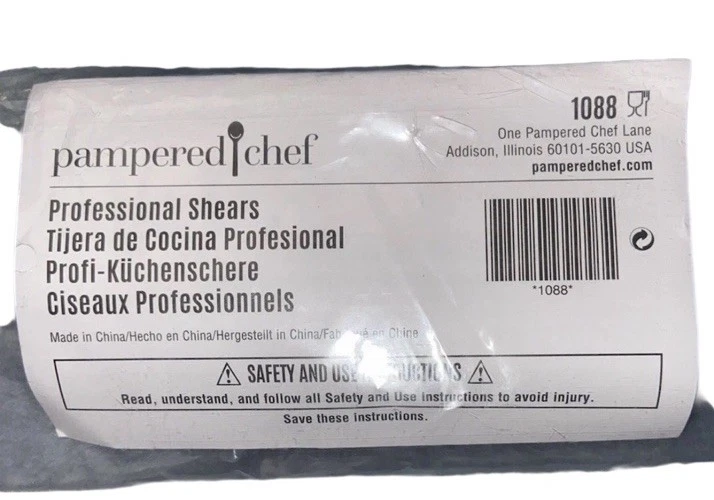 pampered chef
1088
One Pampered Chef Lane
Addison, Illinois 60101-5630 USA
pamperedchef.com
Professional Shears
Tijera de Cocina Profesional
Profi-Küchenschere
Ciseaux Professionnels
*1088*
Made in China/Hecho en China/Hergestellt in China/ en Chine
SAFETY AND
Read, understand, and follow all Safety and Use Instructions to avoid injury.
Save these instructions.